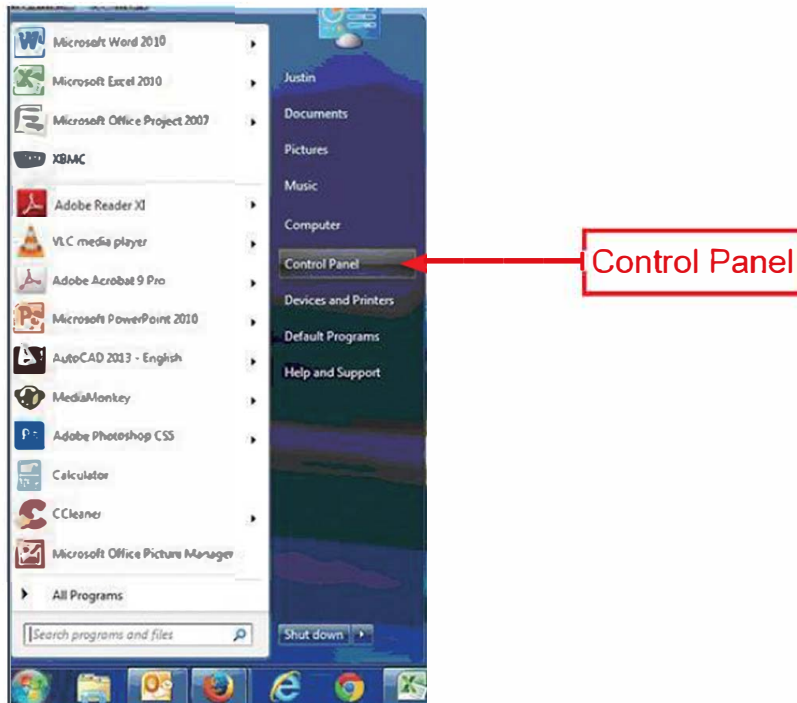 Microsoft Word 2010
Microsoft Excel 2010
Microsoft Office Project 2007
XBMC
Adobe Reader XI
VLC media player
Adobe Acrobat 9 Pro
Microsoft PowerPoint 2010
AutoCAD 2013 - English
MediaMonkey
Adobe Photoshop CS5
Calculator
CCleaner
Microsoft Office Picture Manager
All Programs
Search programs and files
Justin
Documents
Pictures
Music
Computer
Control Panel
Devices and Printers
Default Programs
Help and Support
Shut down
Control Panel